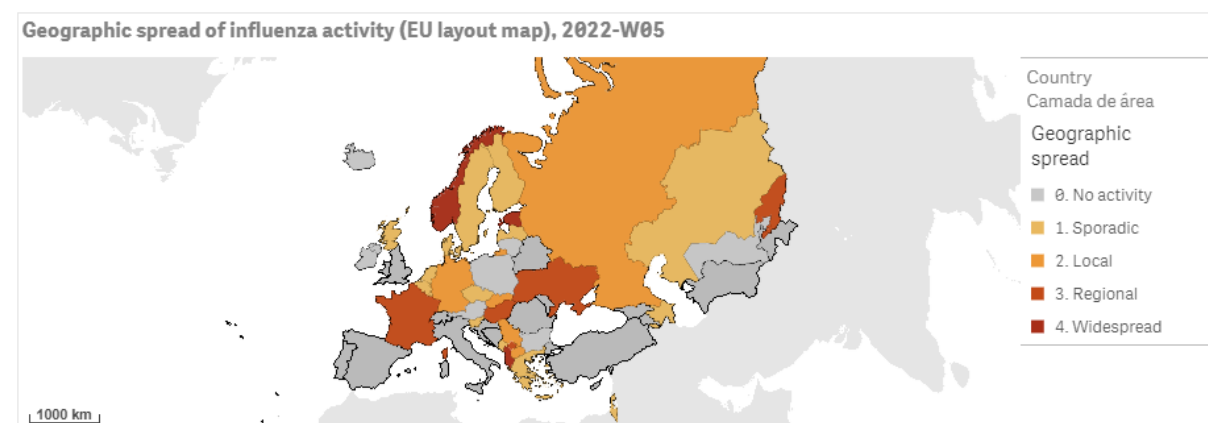 Geographic spread of influenza activity (EU layout map), 2022-W05
Country
Camada de área
Geographic
spread
0. No activity
1. Sporadic
2. Local
3. Regional
4. Widespread
1000 km